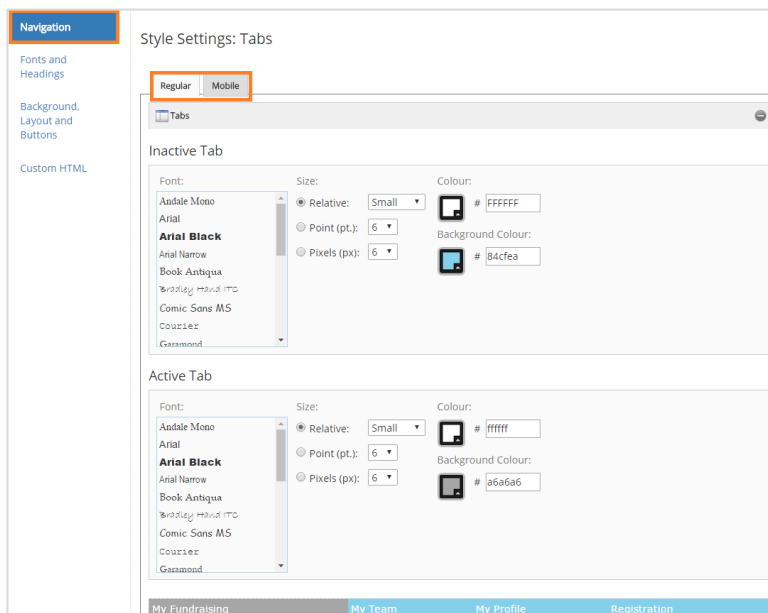 Navigation
Style Settings: Tabs
Fonts and
Headings
Background,
Layout and
Buttons
Custom HTML
Regular
Mobile
Tabs
Inactive Tab
Font:
Size:
Colour:
Andale Mono
Arial
Arial Black
Arial Narrow
Book Antiqua
Bradley Hand ITC
Comic Sans MS
Courier
Garamond
Relative: Small
Point (pt.): 6
Pixels (px): 6
# FFFFFF
Background Colour:
# 84cfea
Active Tab
Font:
Size:
Colour:
Andale Mono
Arial
Arial Black
Arial Narrow
Book Antiqua
Bradley Hand ITC
Comic Sans MS
Courier
Garamond
Relative: Small
Point (pt.): 6
Pixels (px): 6
# ffffff
Background Colour:
# a6a6a6
My Fundraising
My Team
My Profile
Registration